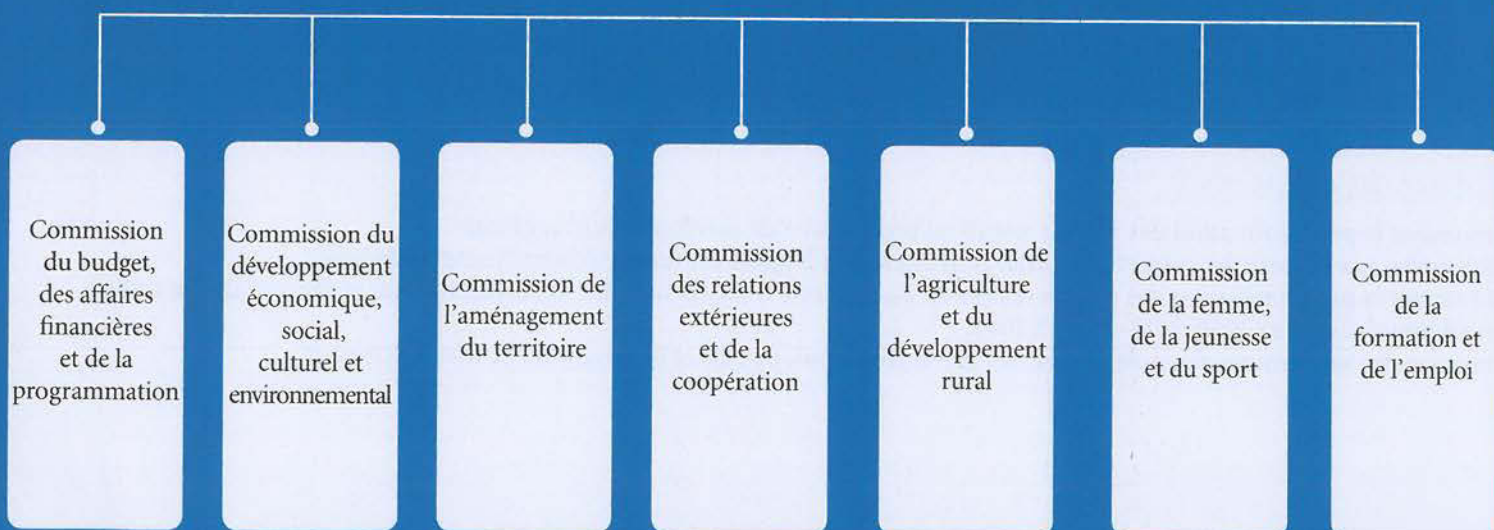 Commission
du budget,
des affaires
financières
et de la
programmation
Commission du
développement
économique,
social,
culturel et
environnemental
Commission de
l'aménagement
du territoire
Commission
des relations
extérieures
et de la
coopération
Commission de
l'agriculture
et du
développement
rural
Commission
de la femme,
de la jeunesse
et du sport
Commission
de la
formation et
de l'emploi